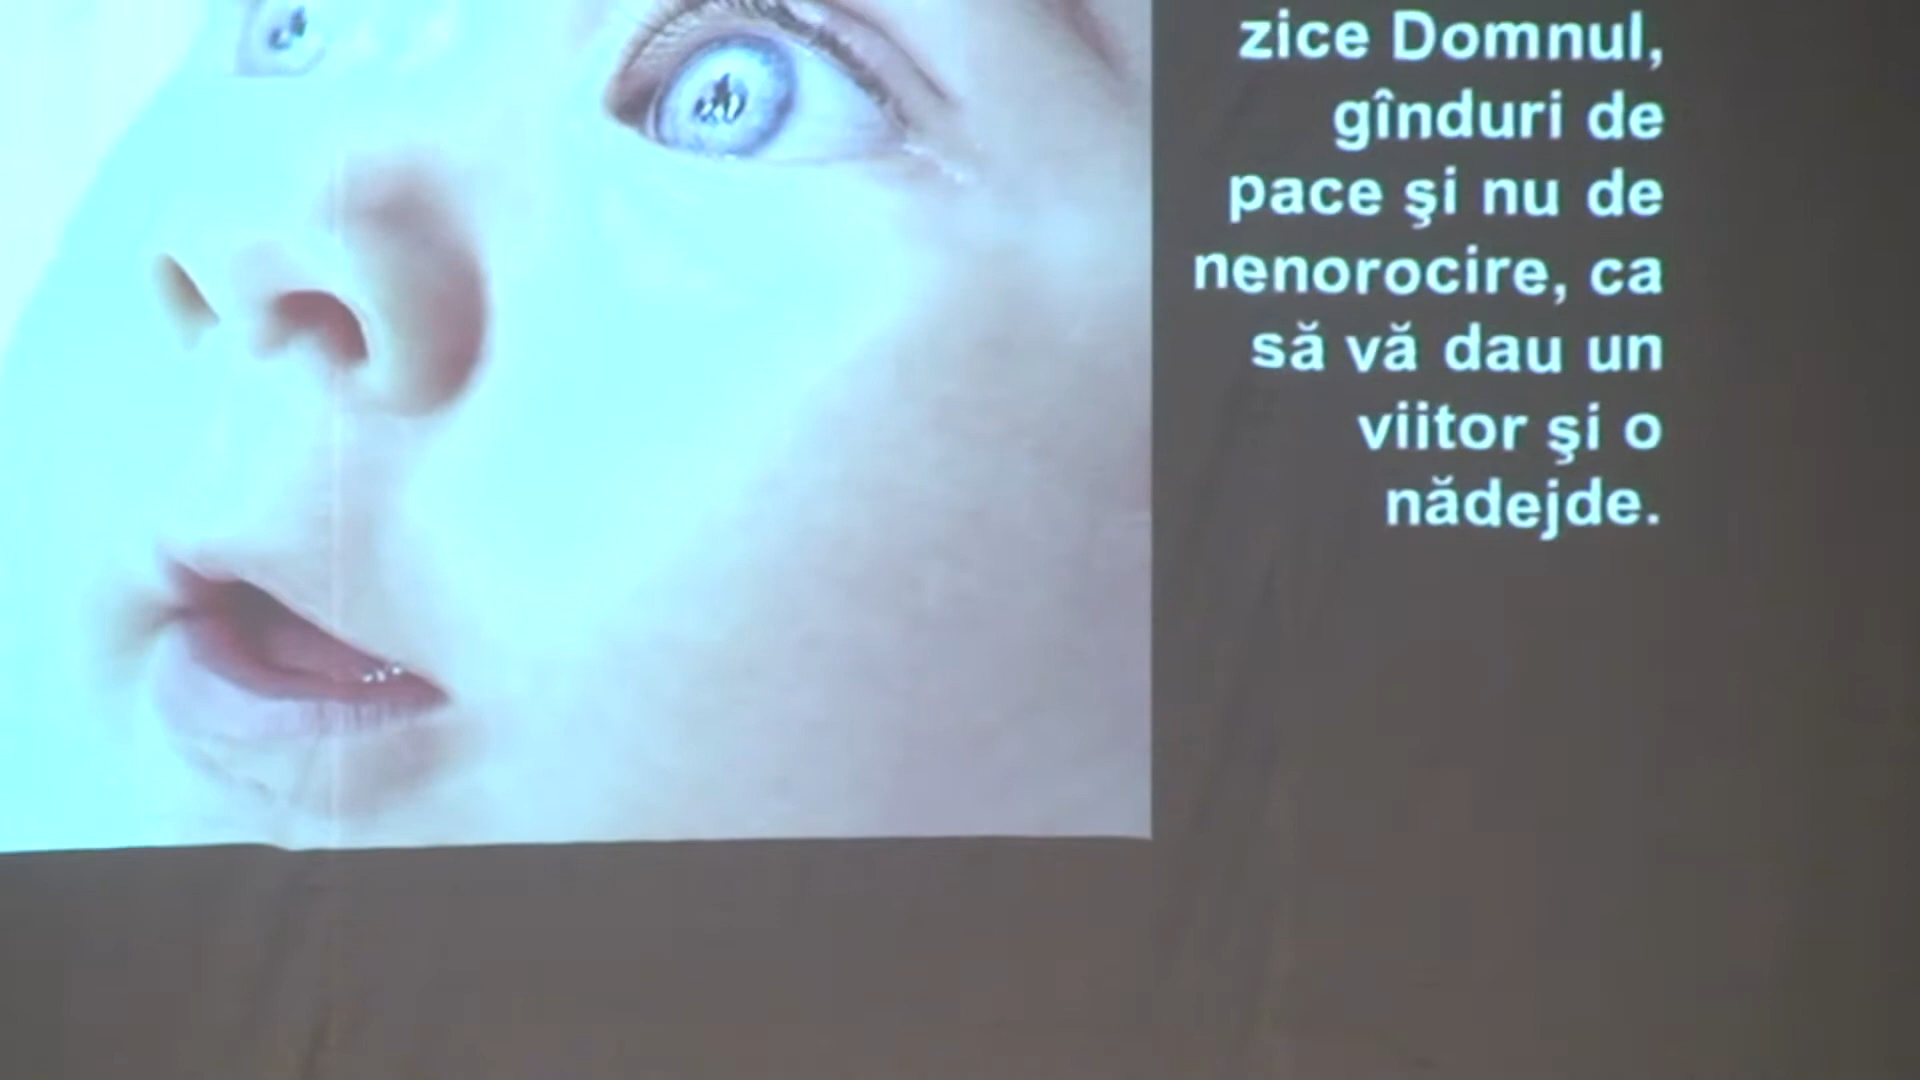 zice Domnul,
gînduri de
pace şi nu de
nenorocire, ca
să vă dau un
viitor şi o
nădejde.